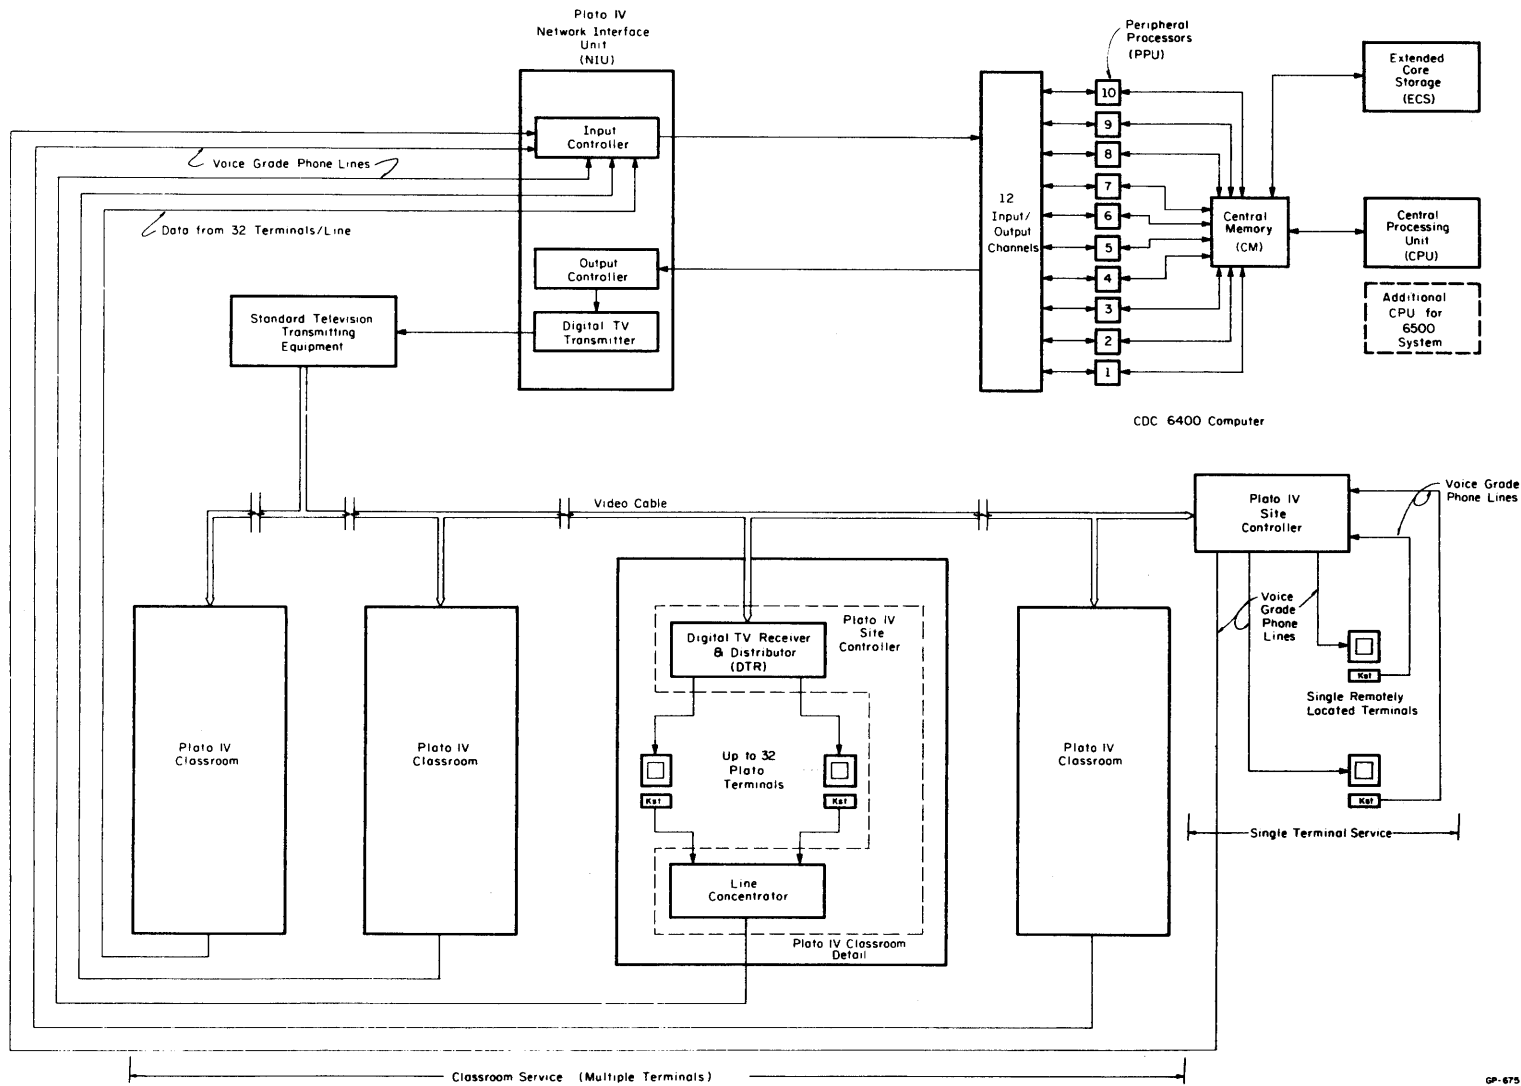 Plato IV
Network Interface
Unit
(NIU)
Input
Controller
Voice Grade Phone Lines
Data from 32 Terminals/Line
Output
Controller
Digital TV
Transmitter
Standard Television
Transmitting
Equipment
12
Input/
Output
Channels
Peripheral
Processors
(PPU)
10
9
8
7
6
5
4
3
2
1
Central
Memory
(CM)
Extended
Core
Storage
(ECS)
Central
Processing
Unit
(CPU)
Additional
CPU for
6500
System
CDC 6400 Computer
Video Cable
Plato IV
Site
Controller
Voice Grade
Phone Lines
Voice
Grade
Phone
Lines
Kst
Single Remotely
Located Terminals
Kst
Single Terminal Service
Plato IV
Classroom
Plato IV
Classroom
Digital TV Receiver
& Distributor
(DTR)
Plato IV
Site
Controller
Up to 32
Plato
Terminals
Kst
Kst
Line
Concentrator
Plato IV Classroom
Detail
Plato IV
Classroom
Classroom Service (Multiple Terminals)
GP-675